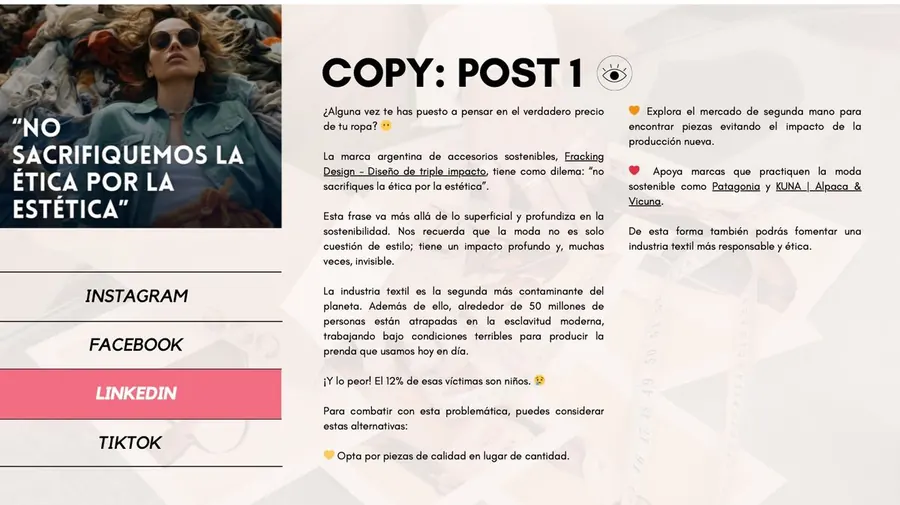 “NO
SACRIFIQUEMOS LA
ÉTICA POR LA
ESTÉTICA”
INSTAGRAM
FACEBOOK
LINKEDIN
TIKTOK
COPY: POST 1
¿Alguna vez te has puesto a pensar en el verdadero precio
de tu ropa? 😶
La marca argentina de accesorios sostenibles, Fracking
Design - Diseño de triple impacto, tiene como dilema: “no
sacrifiques la ética por la estética”.
Esta frase va más allá de lo superficial y profundiza en la
sostenibilidad. Nos recuerda que la moda no es solo
cuestión de estilo; tiene un impacto profundo y, muchas
veces, invisible.
La industria textil es la segunda más contaminante del
planeta. Además de ello, alrededor de 50 millones de
personas están atrapadas en la esclavitud moderna,
trabajando bajo condiciones terribles para producir la
prenda que usamos hoy en día.
¡Y lo peor! El 12% de esas víctimas son niños. 😢
Para combatir con esta problemática, puedes considerar
estas alternativas:
💛 Opta por piezas de calidad en lugar de cantidad.
🧡 Explora el mercado de segunda mano para
encontrar piezas evitando el impacto de la
producción nueva.
❤️ Apoya marcas que practiquen la moda
sostenible como Patagonia y KUNA | Alpaca &
Vicuna.
De esta forma también podrás fomentar una
industria textil más responsable y ética.